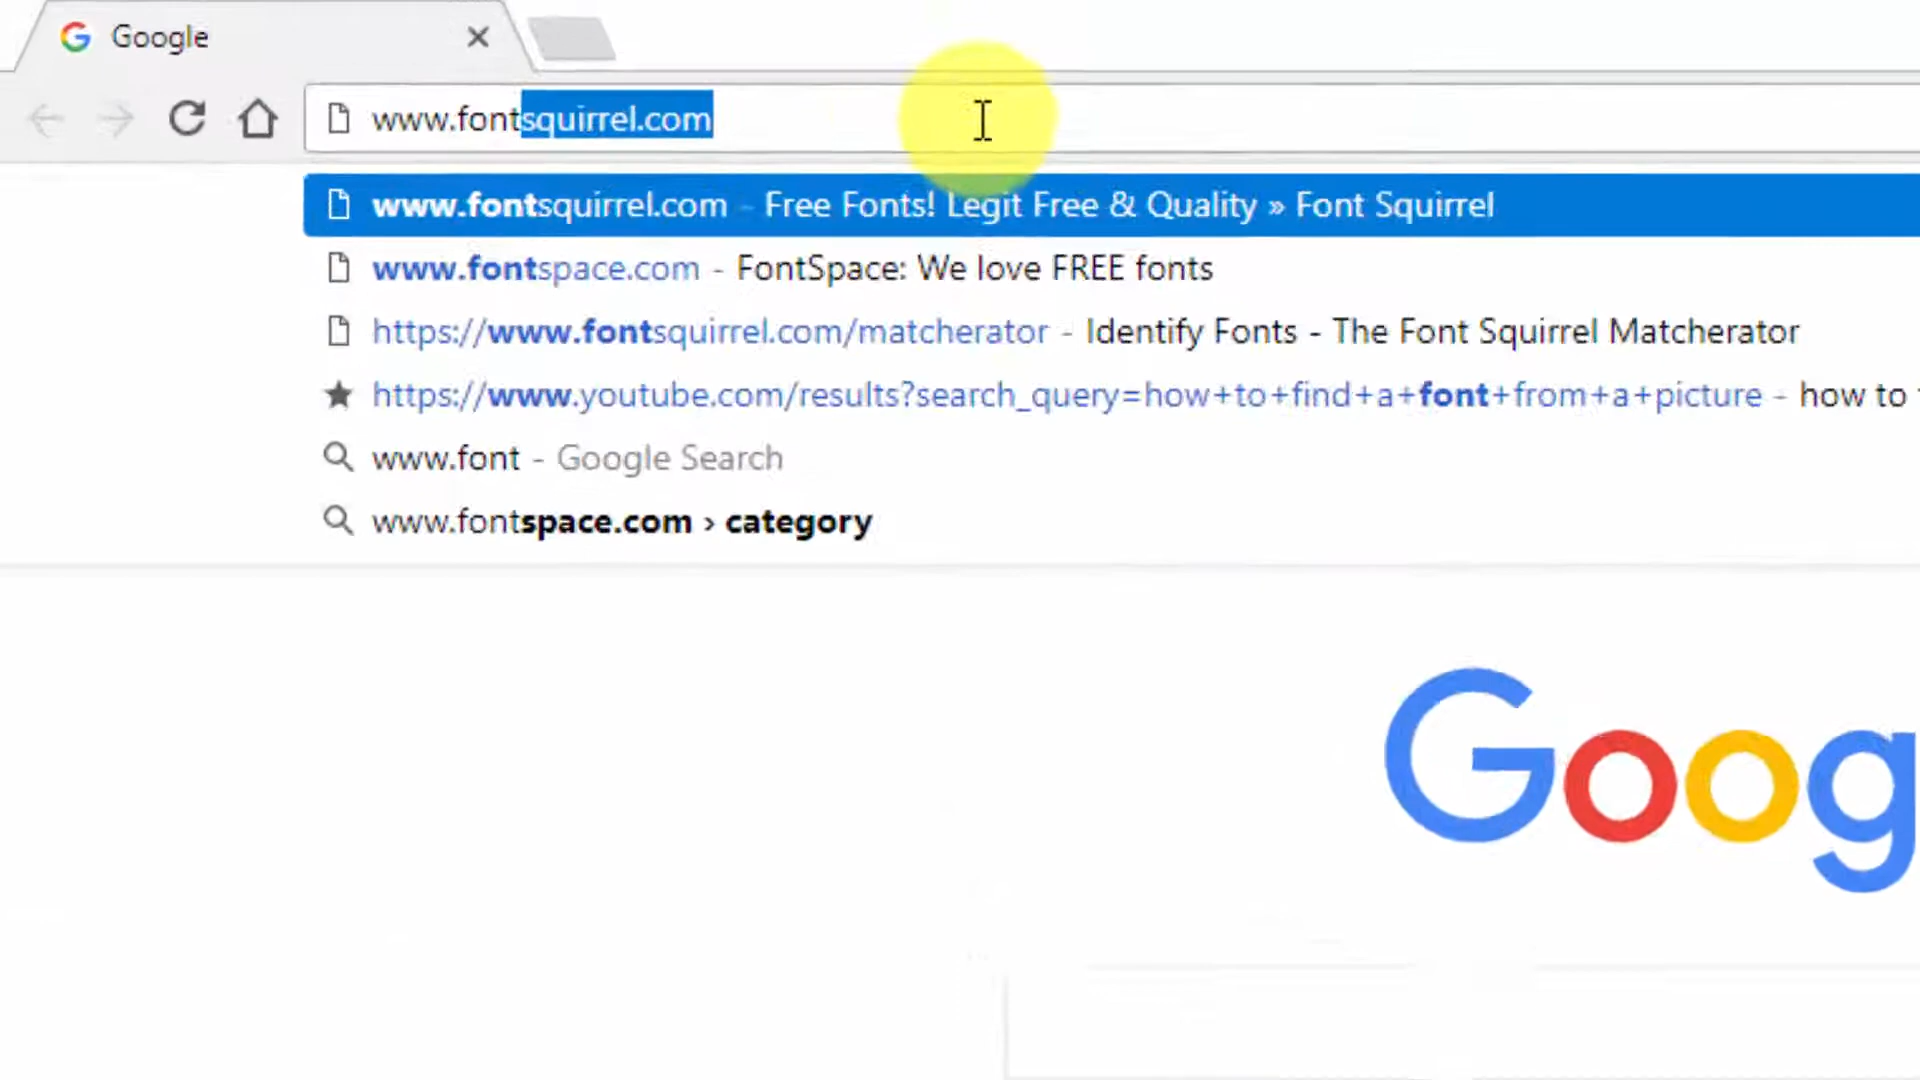 Google
www.fontsquirrel.com
www.fontsquirrel.com - Free Fonts! Legit Free & Quality » Font Squirrel
www.fontspace.com - FontSpace: We love FREE fonts
https://www.fontsquirrel.com/matcherator - Identify Fonts - The Font Squirrel Matcherator
https://www.youtube.com/results?search_query=how+to+find+a+font+from+a+picture - how to
www.font - Google Search
www.fontspace.com › category
Goog